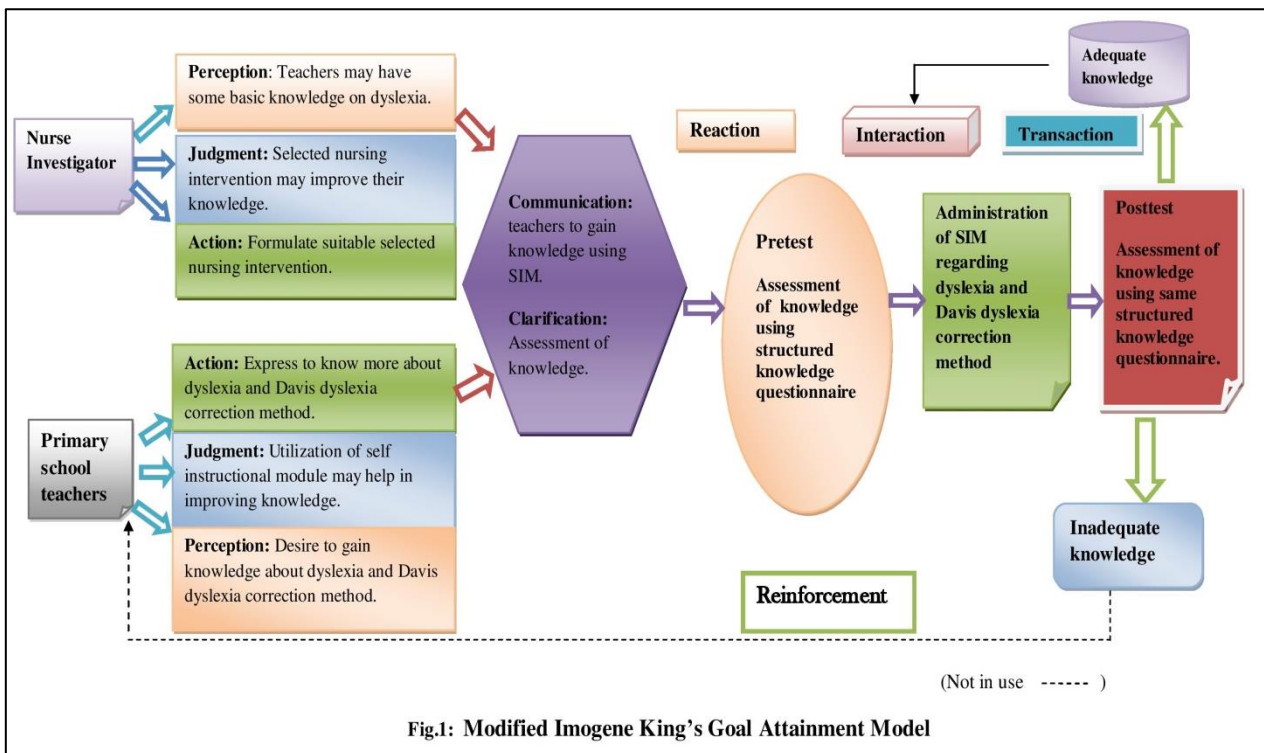 Nurse
Investigator
Perception: Teachers may have
some basic knowledge on dyslexia.
Judgment: Selected nursing
intervention may improve their
knowledge.
Action: Formulate suitable selected
nursing intervention.
Primary
school
teachers
Action: Express to know more about
dyslexia and Davis dyslexia
correction method.
Judgment: Utilization of self
instructional module may help in
improving knowledge.
Perception: Desire to gain
knowledge about dyslexia and Davis
dyslexia correction method.
Communication:
teachers to gain
knowledge using
SIM.
Clarification:
Assessment of
knowledge.
Reaction
Pretest
Assessment
of knowledge
using
structured
knowledge
questionnaire
Interaction
Administration
of SIM
regarding
dyslexia and
Davis dyslexia
correction
method
Transaction
Posttest
Assessment of
knowledge
using same
structured
knowledge
questionnaire.
Adequate
knowledge
Inadequate
knowledge
Reinforcement
(Not in use ------ )
Fig.1: Modified Imogene King's Goal Attainment Model